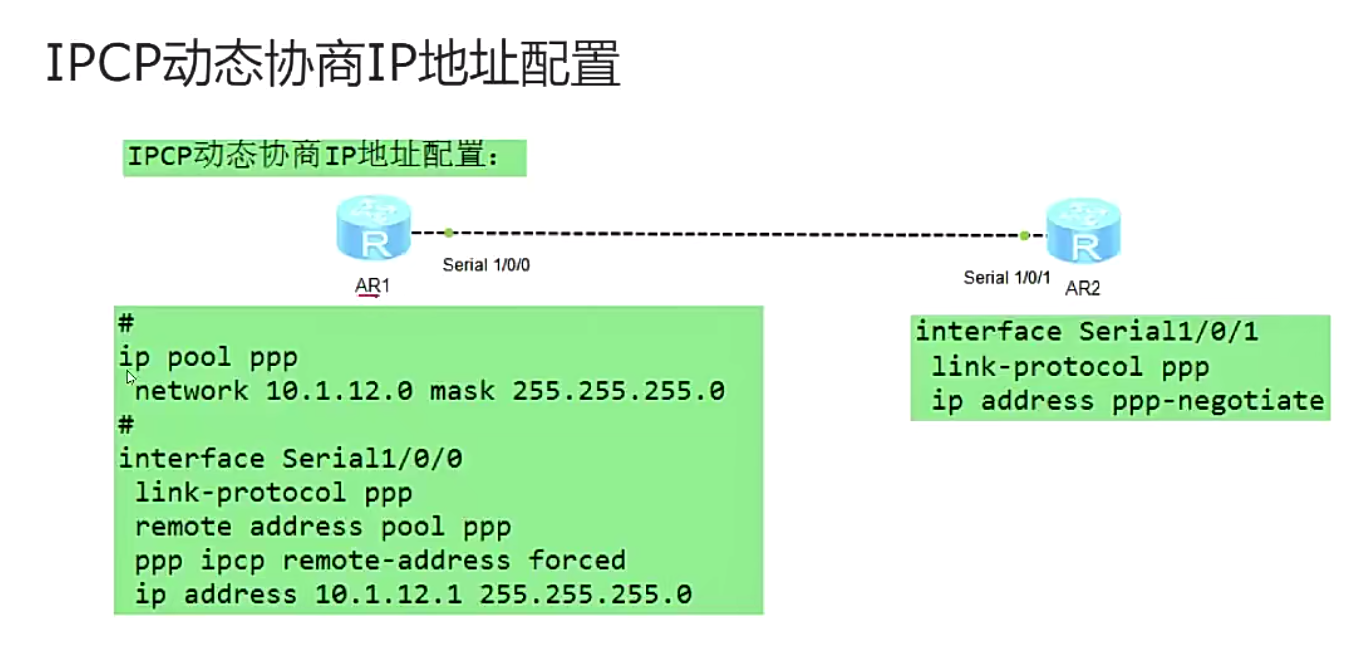 IPCP动态协商IP地址配置
IPCP动态协商IP地址配置：
R
R
Serial 1/0/0
Serial 1/0/1
AR1
AR2
#
ip pool ppp
network 10.1.12.0 mask 255.255.255.0
#
interface Serial1/0/0
link-protocol ppp
remote address pool ppp
ppp ipcp remote-address forced
ip address 10.1.12.1 255.255.255.0
interface Serial1/0/1
link-protocol ppp
ip address ppp-negotiate